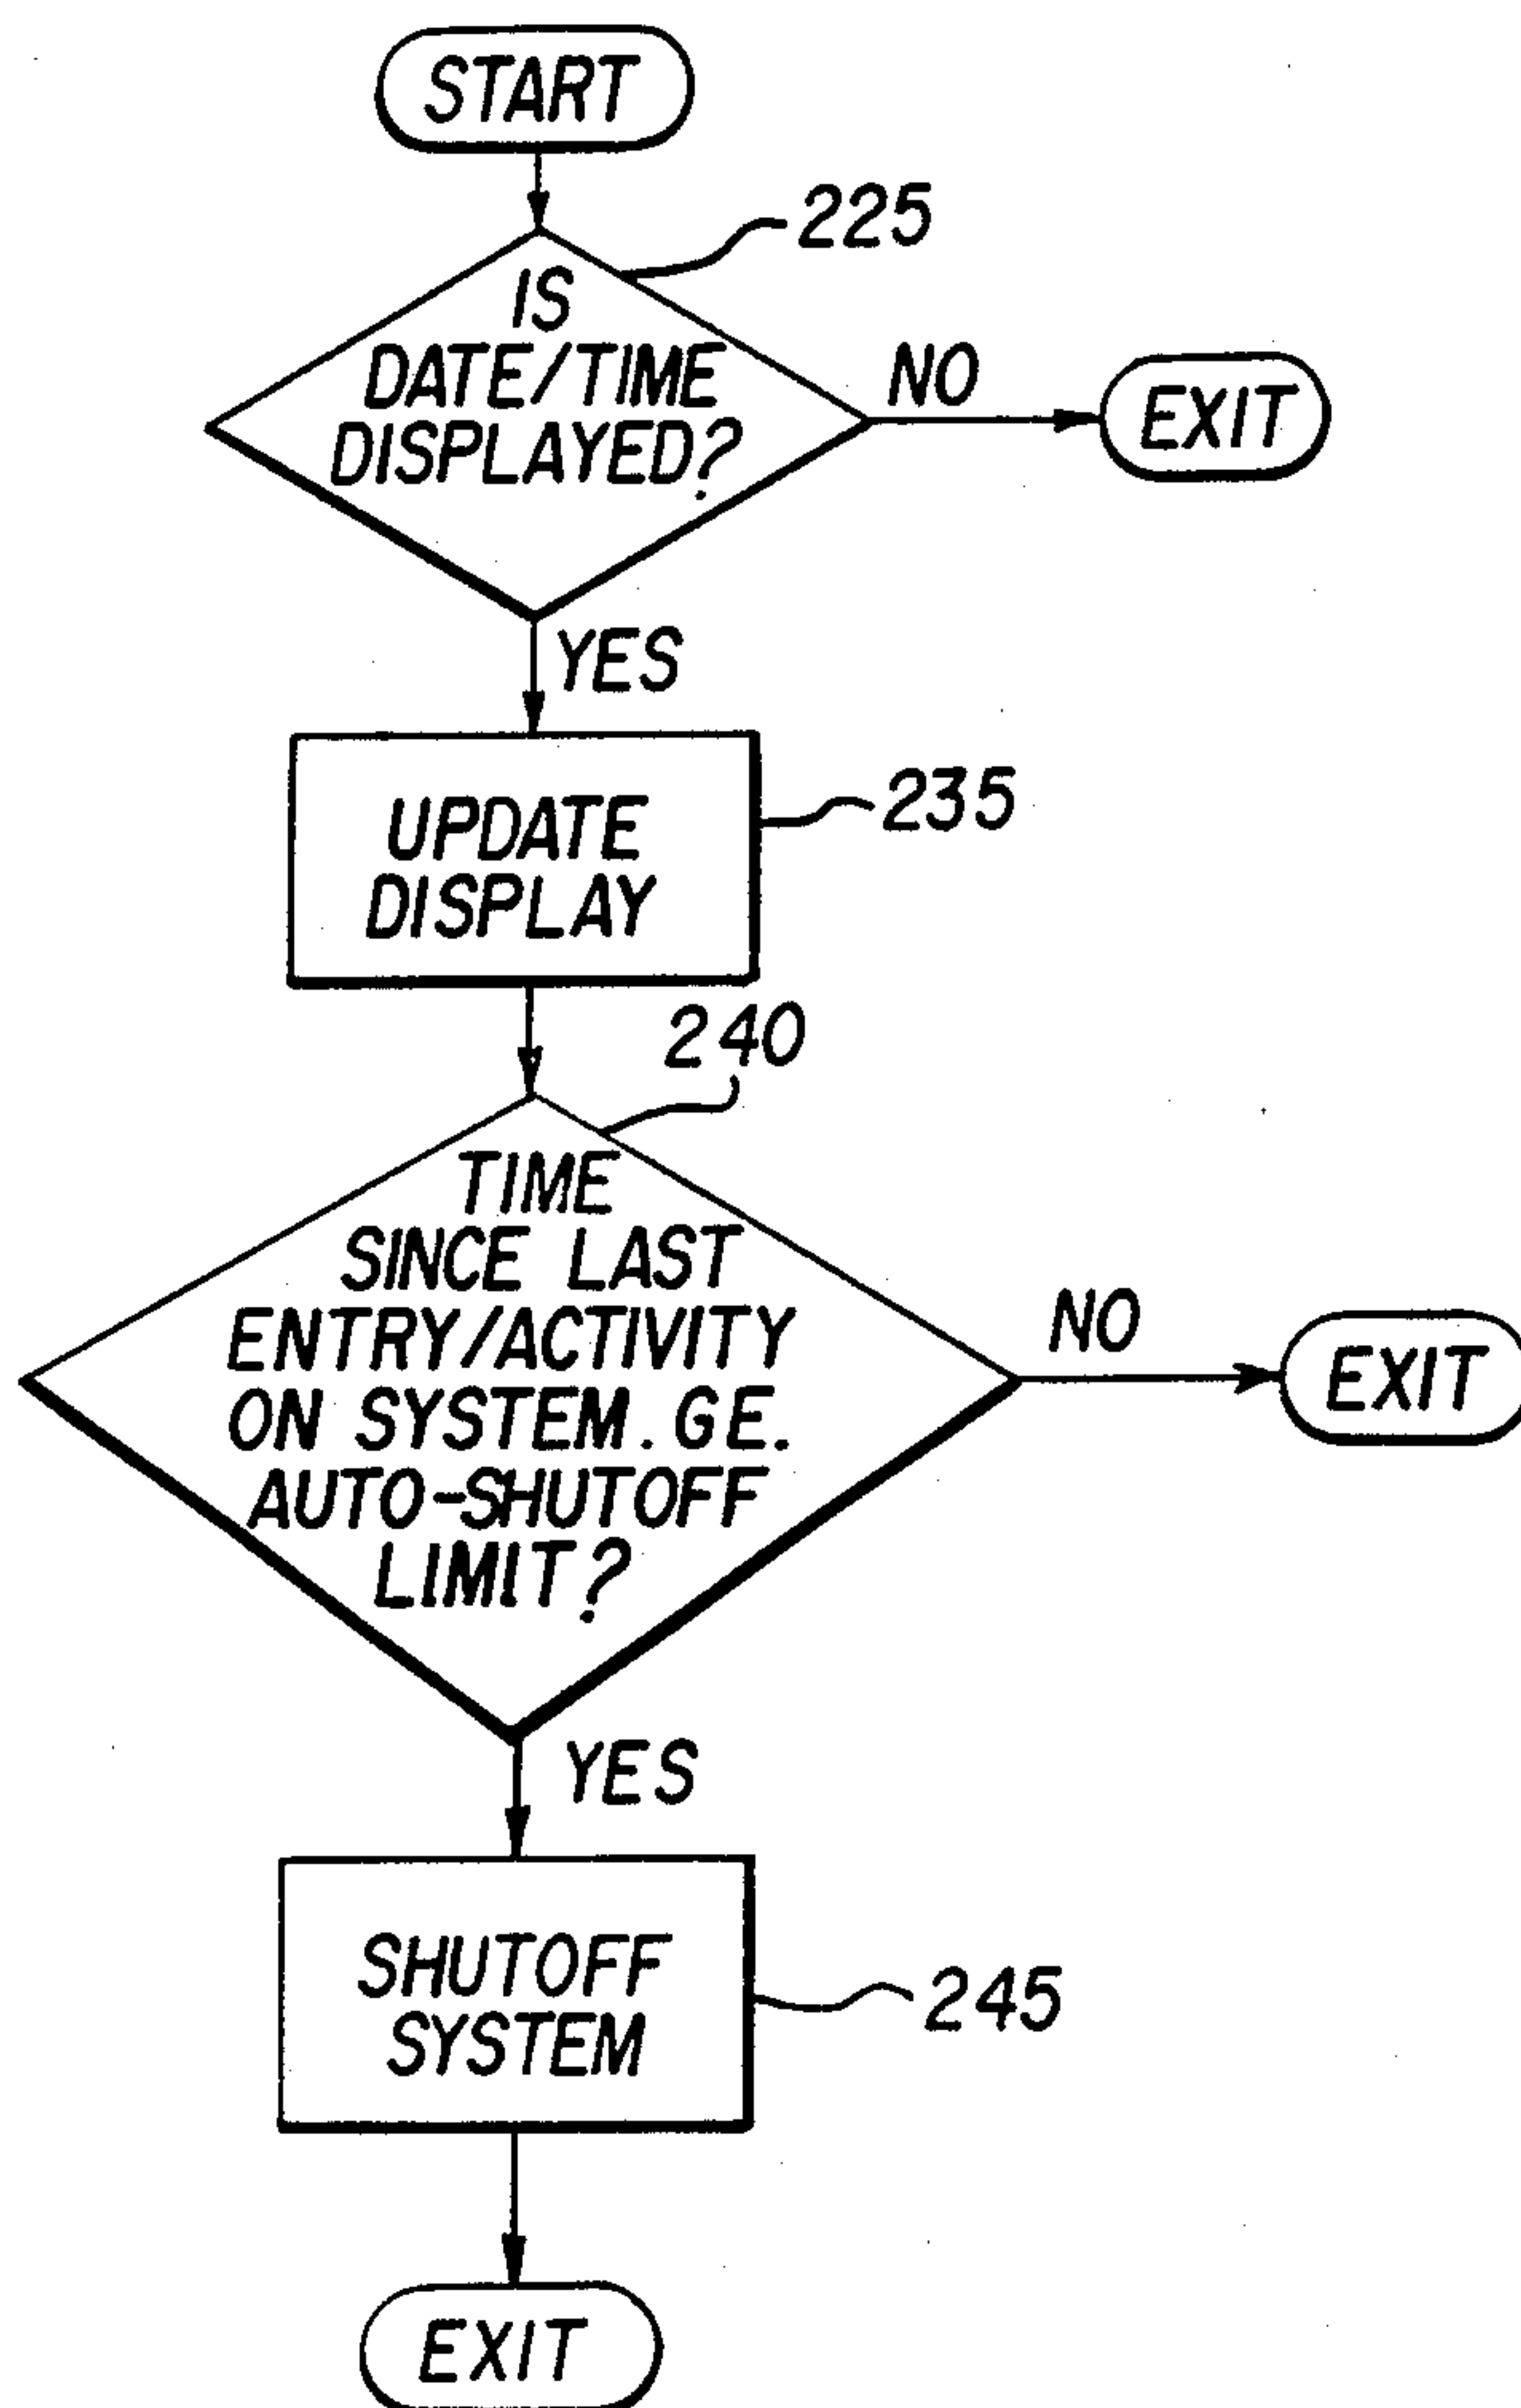 START
225
IS
DATE/TIME
DISPLAYED?
NO
EXIT
YES
UPDATE
DISPLAY
235
240
TIME
SINCE LAST
ENTRY/ACTIVITY
ON SYSTEM.GE.
AUTO-SHUTOFF
LIMIT?
NO
EXIT
YES
SHUTOFF
SYSTEM
245
EXIT